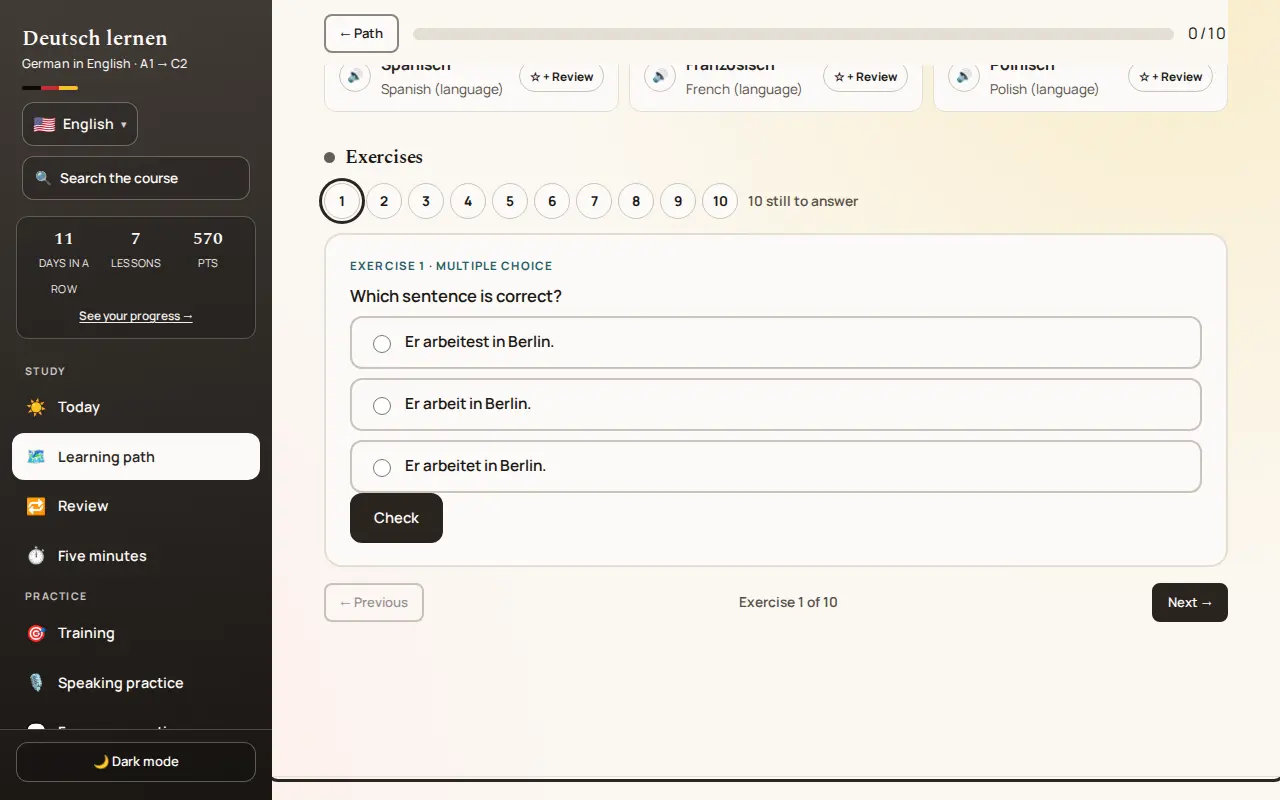 Deutsch lernen
German in English · A1 → C2
English ▾
Search the course
11
DAYS IN A ROW
7
LESSONS
570
PTS
See your progress →
STUDY
Today
Learning path
Review
Five minutes
PRACTICE
Training
Speaking practice
Dark mode
← Path
0/10
Spanisch
Spanish (language)
☆ + Review
Französisch
French (language)
☆ + Review
Polnisch
Polish (language)
☆ + Review
Exercises
1 2 3 4 5 6 7 8 9 10 10 still to answer
EXERCISE 1 · MULTIPLE CHOICE
Which sentence is correct?
Er arbeitest in Berlin.
Er arbeit in Berlin.
Er arbeitet in Berlin.
Check
← Previous
Exercise 1 of 10
Next →